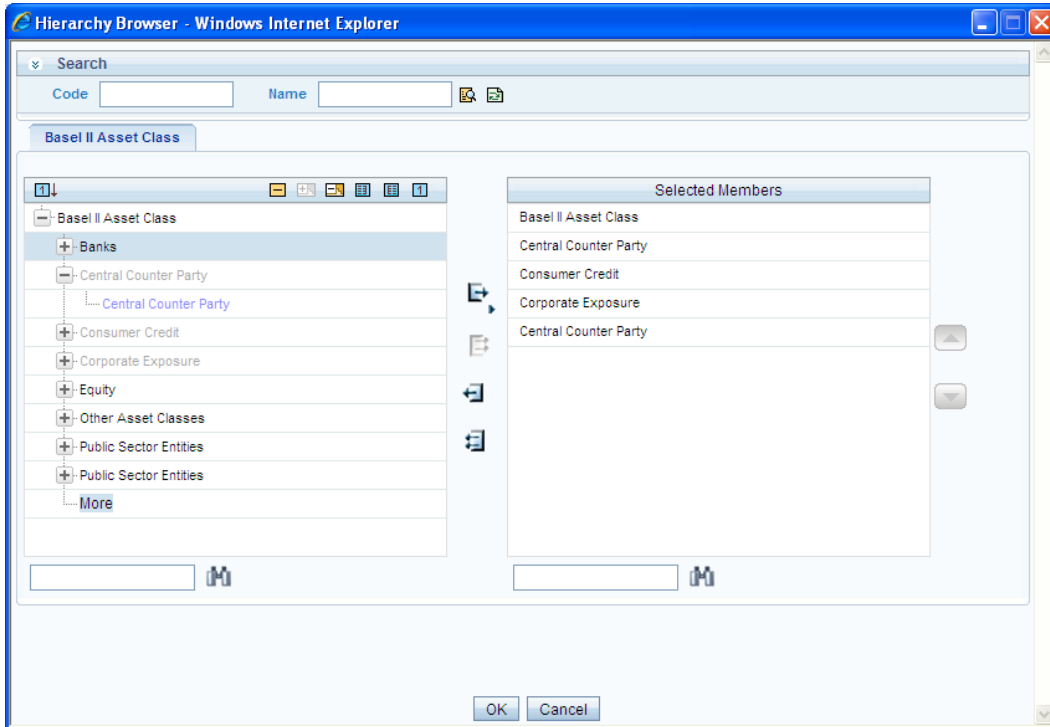 Hierarchy Browser - Windows Internet Explorer
Search
Code
Name
Basel II Asset Class
1
1
Basel II Asset Class
Banks
Central Counter Party
Central Counter Party
Consumer Credit
Corporate Exposure
Equity
Other Asset Classes
Public Sector Entities
Public Sector Entities
More
Selected Members
Basel II Asset Class
Central Counter Party
Consumer Credit
Corporate Exposure
Central Counter Party
OK Cancel